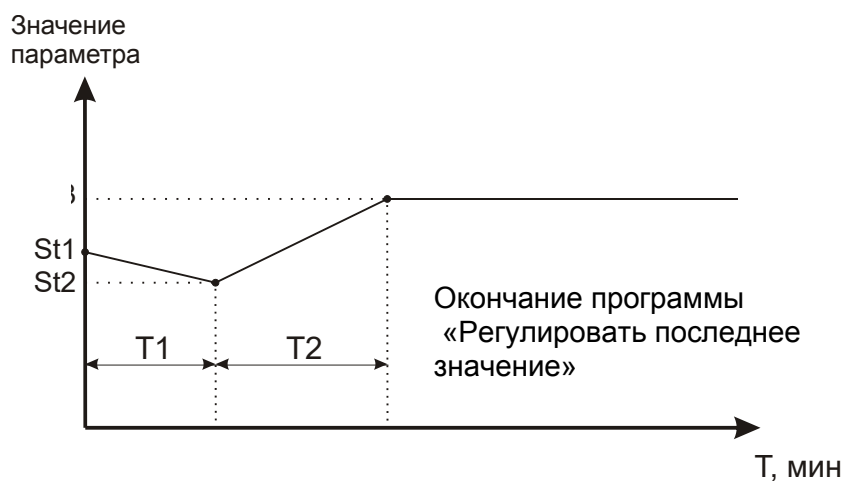 Значение
параметра
St1
St2
T1
T2
Окончание программы
«Регулировать последнее
значение»
T, мин